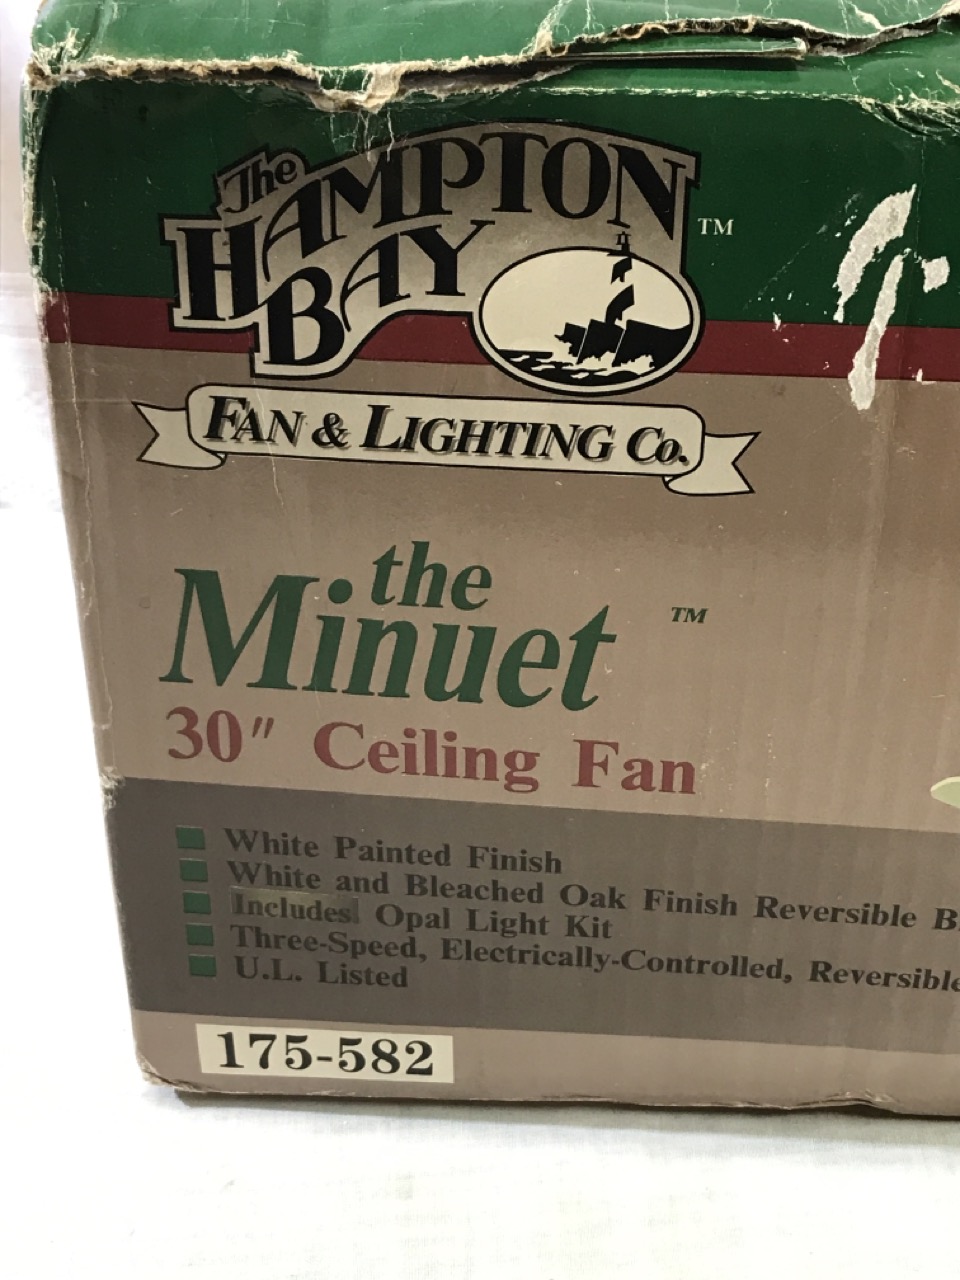 The
HAMPTON
BAY
TM
FAN & LIGHTING CO.
the
Minuet TM
30" Ceiling Fan
White Painted Finish
White and Bleached Oak Finish Reversible
Includes Opal Light Kit
Three-Speed, Electrically-Controlled, Reversible
U.L. Listed
175-582